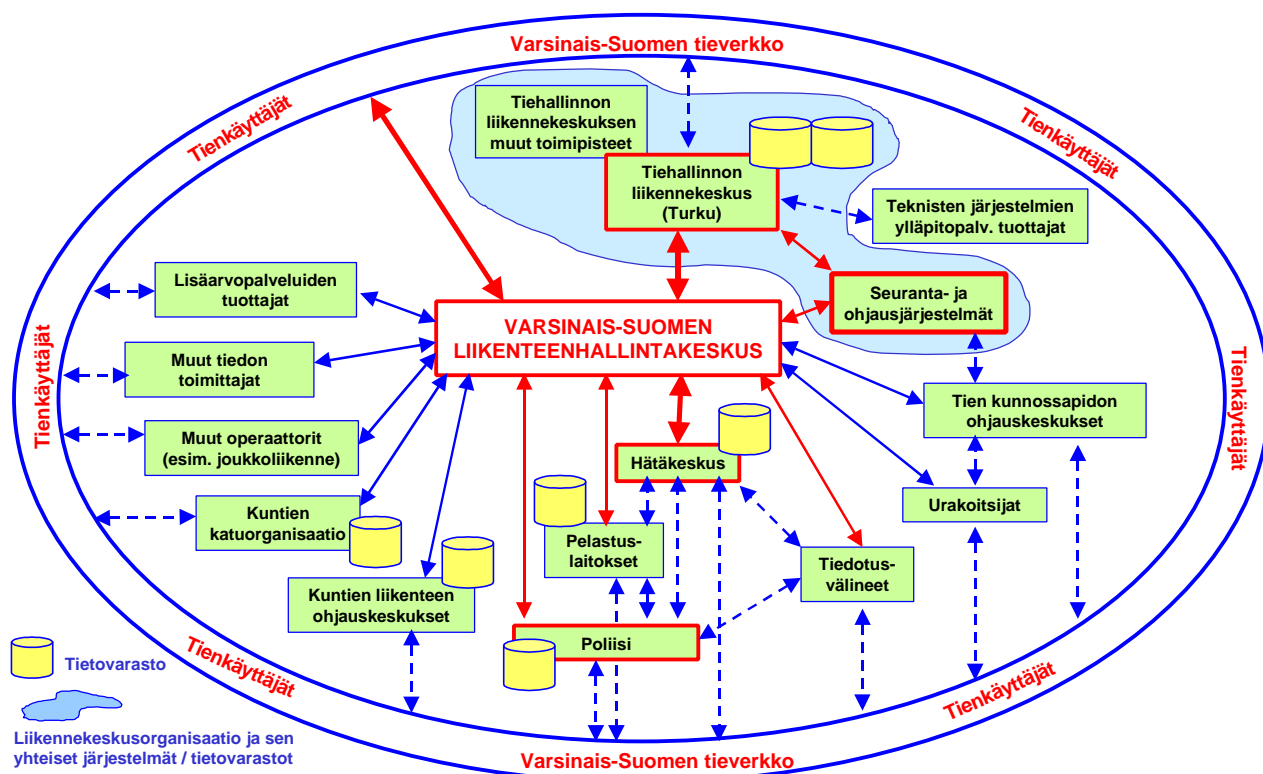 Varsinais-Suomen tieverkko
Tienkäyttäjät
Tienkäyttäjät
Tiehallinnon
liikennekeskuksen
muut toimipisteet
Tiehallinnon
liikennekeskus
(Turku)
Teknisten järjestelmien
ylläpitopalv. tuottajat
Lisäarvopalveluiden
tuottajat
Seuranta- ja
ohjausjärjestelmät
VARSINAIS-SUOMEN
LIIKENTEENHALLINTAKESKUS
Muut tiedon
toimittajat
Tienkäyttäjät
Tienkäyttäjät
Tien kunnossapidon
ohjauskeskukset
Muut operaattorit
(esim. joukkoliikenne)
Hätäkeskus
Kuntien
katuorganisaatio
Urakoitsijat
Pelastus-
laitokset
Tiedotus-
välineet
Kuntien liikenteen
ohjauskeskukset
Poliisi
Tienkäyttäjät
Tienkäyttäjät
Tietovarasto
Liikennekeskusorganisaatio ja sen
yhteiset järjestelmät / tietovarastot
Varsinais-Suomen tieverkko